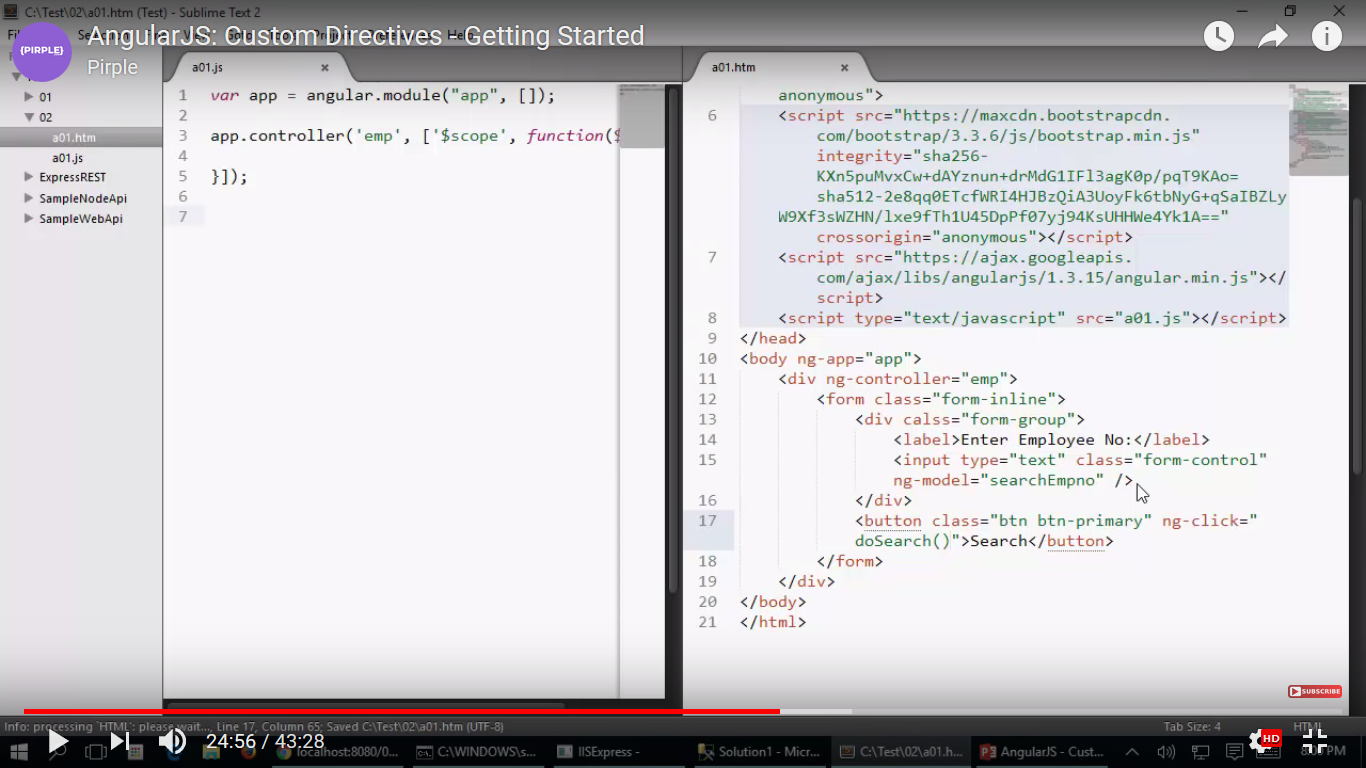 C:\Test\02\a01.htm (Test) - Sublime Text 2
{PIRPLE}
AngularJS: Custom Directives - Getting Started
Pirple
01
02
a01.htm
a01.js
ExpressREST
SampleNodeApi
SampleWebApi
a01.js ×
1 var app = angular.module("app", []);
2
3 app.controller('emp', ['$scope', function($
4
5 }]);
6
7
a01.htm ×
anonymous">
6 <script src="https://maxcdn.bootstrapcdn.
com/bootstrap/3.3.6/js/bootstrap.min.js"
integrity="sha256-
KXn5puMvxCw+dAYznun+drMdG1IFl3agK0p/pqT9KAo=
sha512-2e8qq0ETcfWRI4HJBzQiA3UoyFk6tbNyG+qSaIBZLy
W9Xf3sWZHN/lxe9fTh1U45DpPf07yj94KsUHHWe4Yk1A=="
crossorigin="anonymous"></script>
7 <script src="https://ajax.googleapis.
com/ajax/libs/angularjs/1.3.15/angular.min.js"></
script>
8 <script type="text/javascript" src="a01.js"></script>
9 </head>
10 <body ng-app="app">
11 <div ng-controller="emp">
12 <form class="form-inline">
13 <div calss="form-group">
14 <label>Enter Employee No:</label>
15 <input type="text" class="form-control"
ng-model="searchEmpno" />
16 </div>
17 <button class="btn btn-primary" ng-click="
doSearch()">Search</button>
18 </form>
19 </div>
20 </body>
21 </html>
SUBSCRIBE
Info: processing `HTML': please wait..., Line 17, Column 65; Saved C:\Test\02\a01.htm (UTF-8)
Tab Size: 4
HTML
24:56 / 43:28
localhost:8080/0...
C:\WINDOWS\s...
IISExpress -
Solution1 - Micr...
C:\Test\02\a01.h...
AngularJS - Cust...
HD
PM